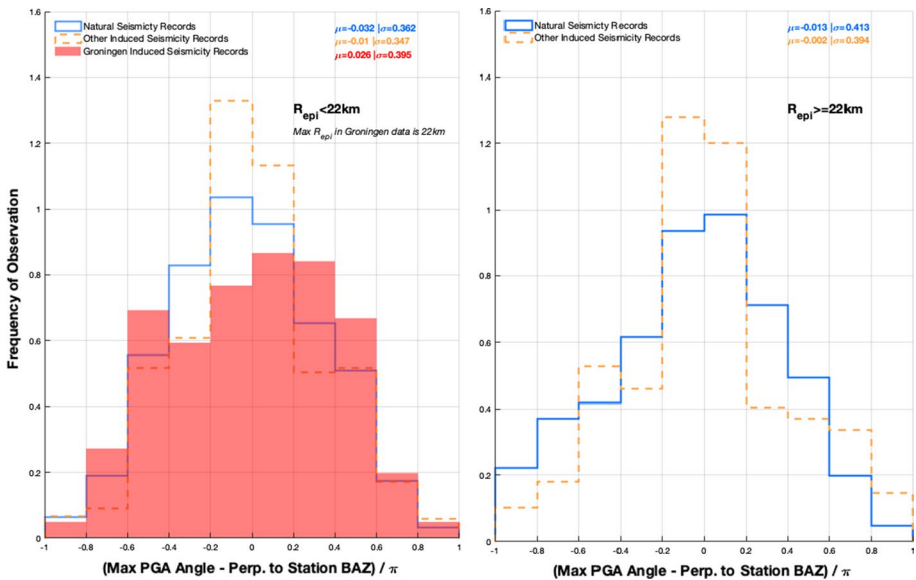 Natural Seismicity Records
Other Induced Seismicity Records
Groningen Induced Seismicity Records
μ=-0.032 |σ=0.362
μ=-0.01 |σ=0.347
μ=0.026 |σ=0.395
R_epi<22km
Max R_epi in Groningen data is 22km
Frequency of Observation
1.6
1.4
1.2
1
0.8
0.6
0.4
0.2
0
-1 -0.8 -0.6 -0.4 -0.2 0 0.2 0.4 0.6 0.8 1
(Max PGA Angle - Perp. to Station BAZ) / π
Natural Seismicty Records
Other Induced Seismicity Records
μ=-0.013 |σ=0.413
μ=-0.002 |σ=0.394
R_epi>=22km
1.6
1.4
1.2
1
0.8
0.6
0.4
0.2
0
-1 -0.8 -0.6 -0.4 -0.2 0 0.2 0.4 0.6 0.8 1
(Max PGA Angle - Perp. to Station BAZ) / π